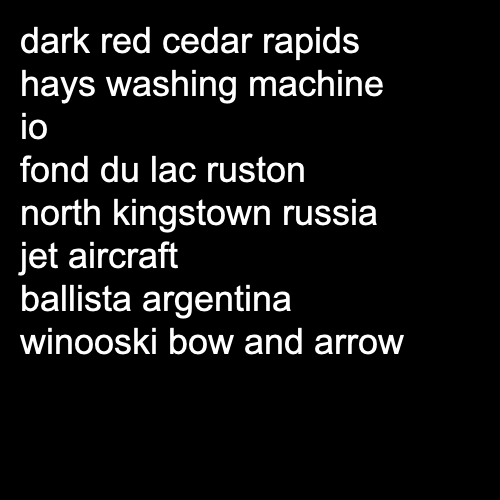 dark red cedar rapids
hays washing machine
io
fond du lac ruston
north kingstown russia
jet aircraft
ballista argentina
winooski bow and arrow